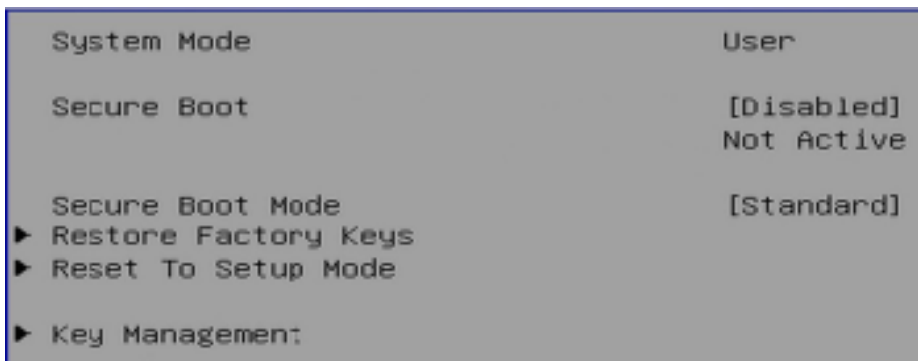 System Mode User
Secure Boot [Disabled]
Not Active
Secure Boot Mode [Standard]
► Restore Factory Keys
► Reset To Setup Mode
► Key Management